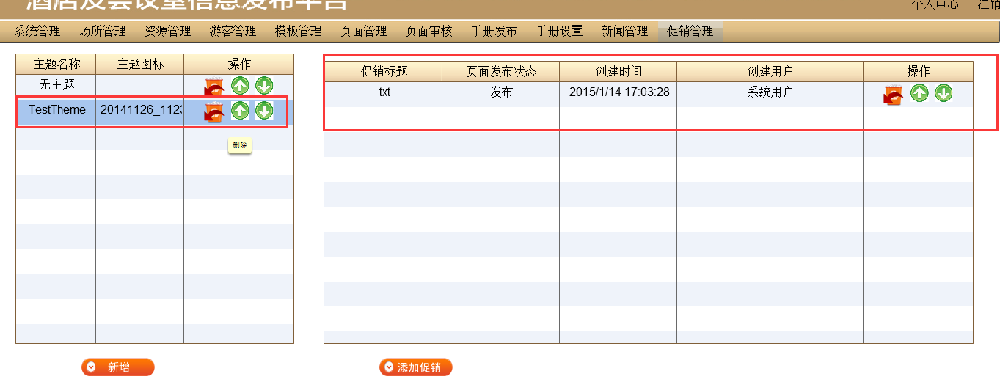 酒店及会议室信息发布平台
个人中心 注销
系统管理 场所管理 资源管理 游客管理 模板管理 页面管理 页面审核 手册发布 手册设置 新闻管理 促销管理
主题名称 主题图标 操作
无主题
TestTheme 20141126_112
删除
促销标题 页面发布状态 创建时间 创建用户 操作
txt 发布 2015/1/14 17:03:28 系统用户
新增
添加促销